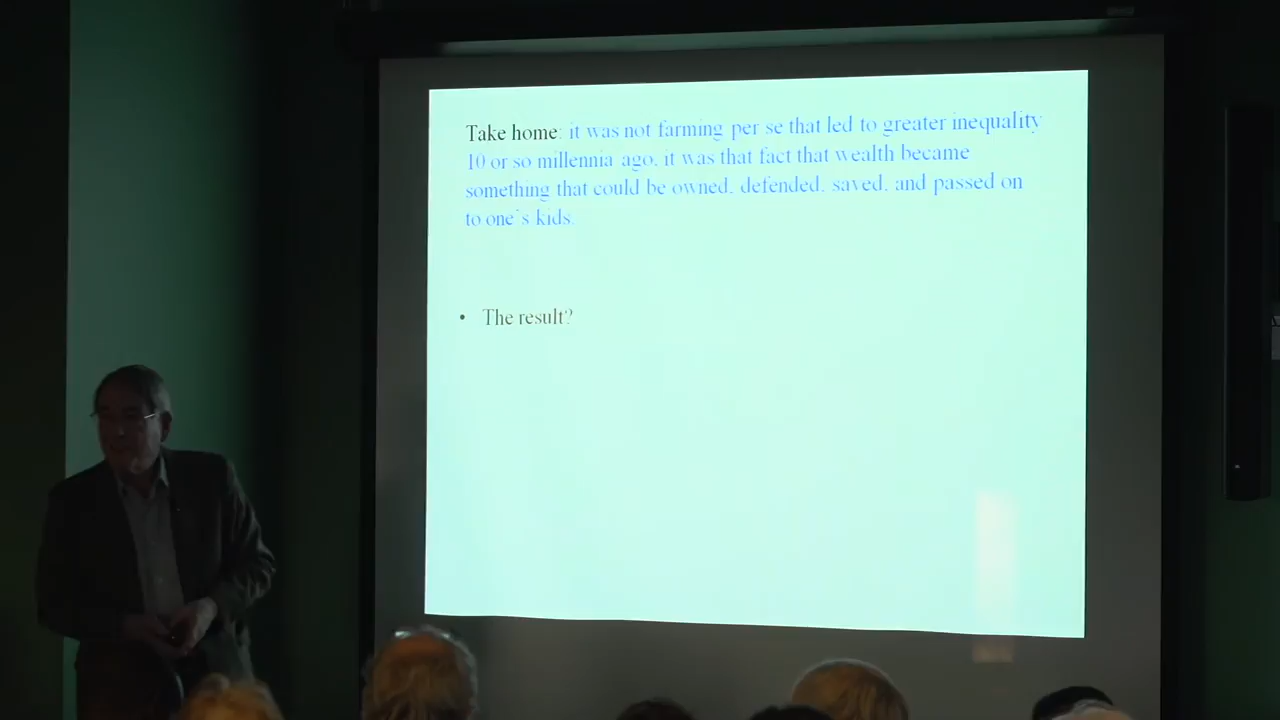 Take home: it was not farming per se that led to greater inequality
10 or so millennia ago, it was that fact that wealth became
something that could be owned, defended, saved, and passed on
to one's kids.
• The result?